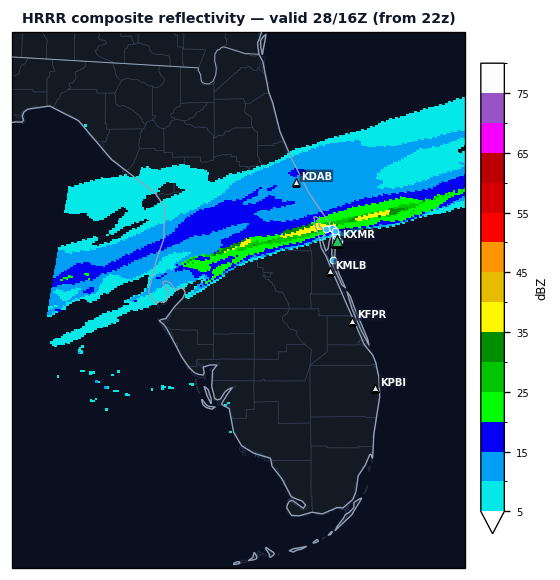 HRRR composite reflectivity — valid 28/16Z (from 22z)
KDAB
KXMR
KMLB
KFPR
KPBI
75
65
55
45
35
25
15
5
dBZ